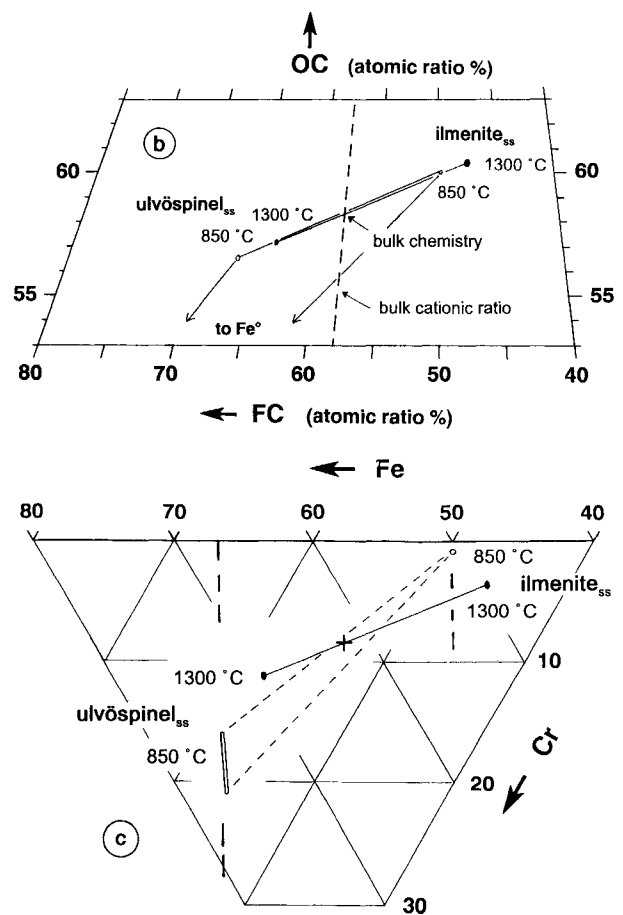 OC (atomic ratio %)
b
ilmenite_ss
60
1300 °C
60
ulvöspinel_ss
1300 °C
850 °C
850 °C
bulk chemistry
55
bulk cationic ratio
55
to Fe°
80 70 60 50 40
FC (atomic ratio %)
Fe
80 70 60 50 40
850 °C
ilmenite_ss
1300 °C
1300 °C
10
ulvöspinel_ss
850 °C
Cr
20
c
30